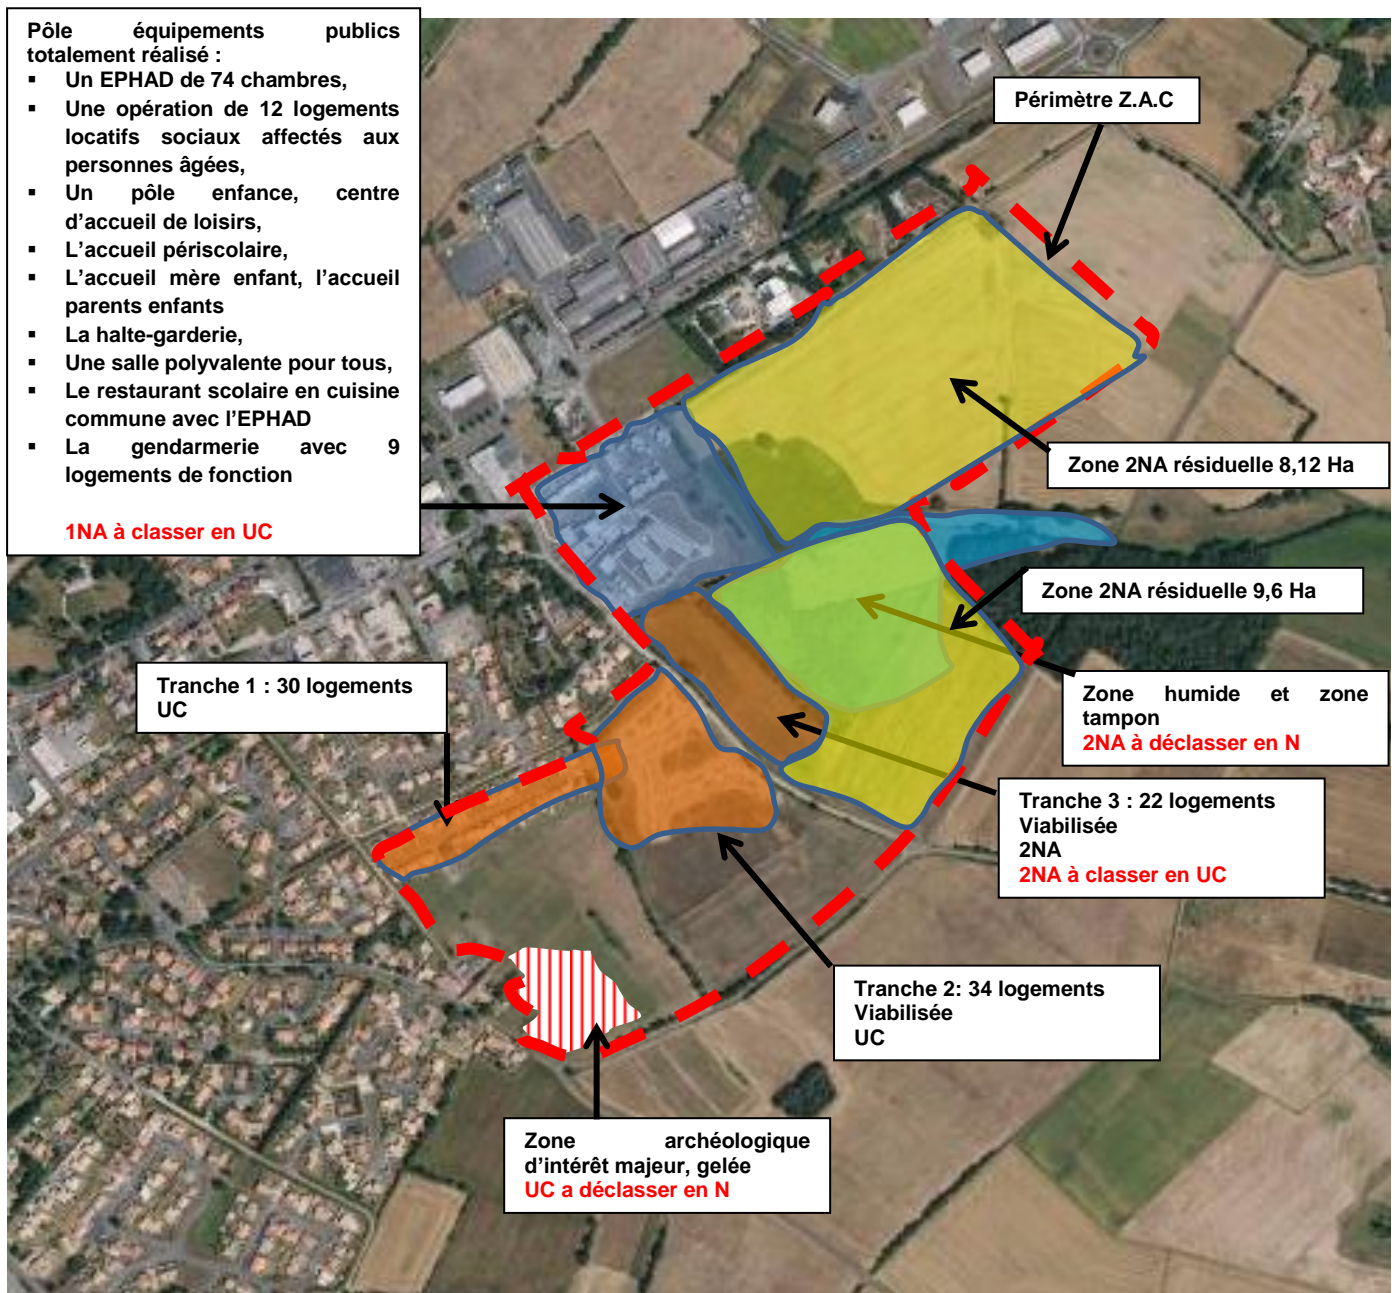 Pôle équipements publics
totalement réalisé :
▪ Un EPHAD de 74 chambres,
▪ Une opération de 12 logements
locatifs sociaux affectés aux
personnes âgées,
▪ Un pôle enfance, centre
d'accueil de loisirs,
▪ L'accueil périscolaire,
▪ L'accueil mère enfant, l'accueil
parents enfants
▪ La halte-garderie,
▪ Une salle polyvalente pour tous,
▪ Le restaurant scolaire en cuisine
commune avec l'EPHAD
▪ La gendarmerie avec 9
logements de fonction
1NA à classer en UC
Périmètre Z.A.C
Zone 2NA résiduelle 8,12 Ha
Zone 2NA résiduelle 9,6 Ha
Zone humide et zone
tampon
2NA à déclasser en N
Tranche 1 : 30 logements
UC
Tranche 3 : 22 logements
Viabilisée
2NA
2NA à classer en UC
Tranche 2: 34 logements
Viabilisée
UC
Zone archéologique
d'intérêt majeur, gelée
UC a déclasser en N